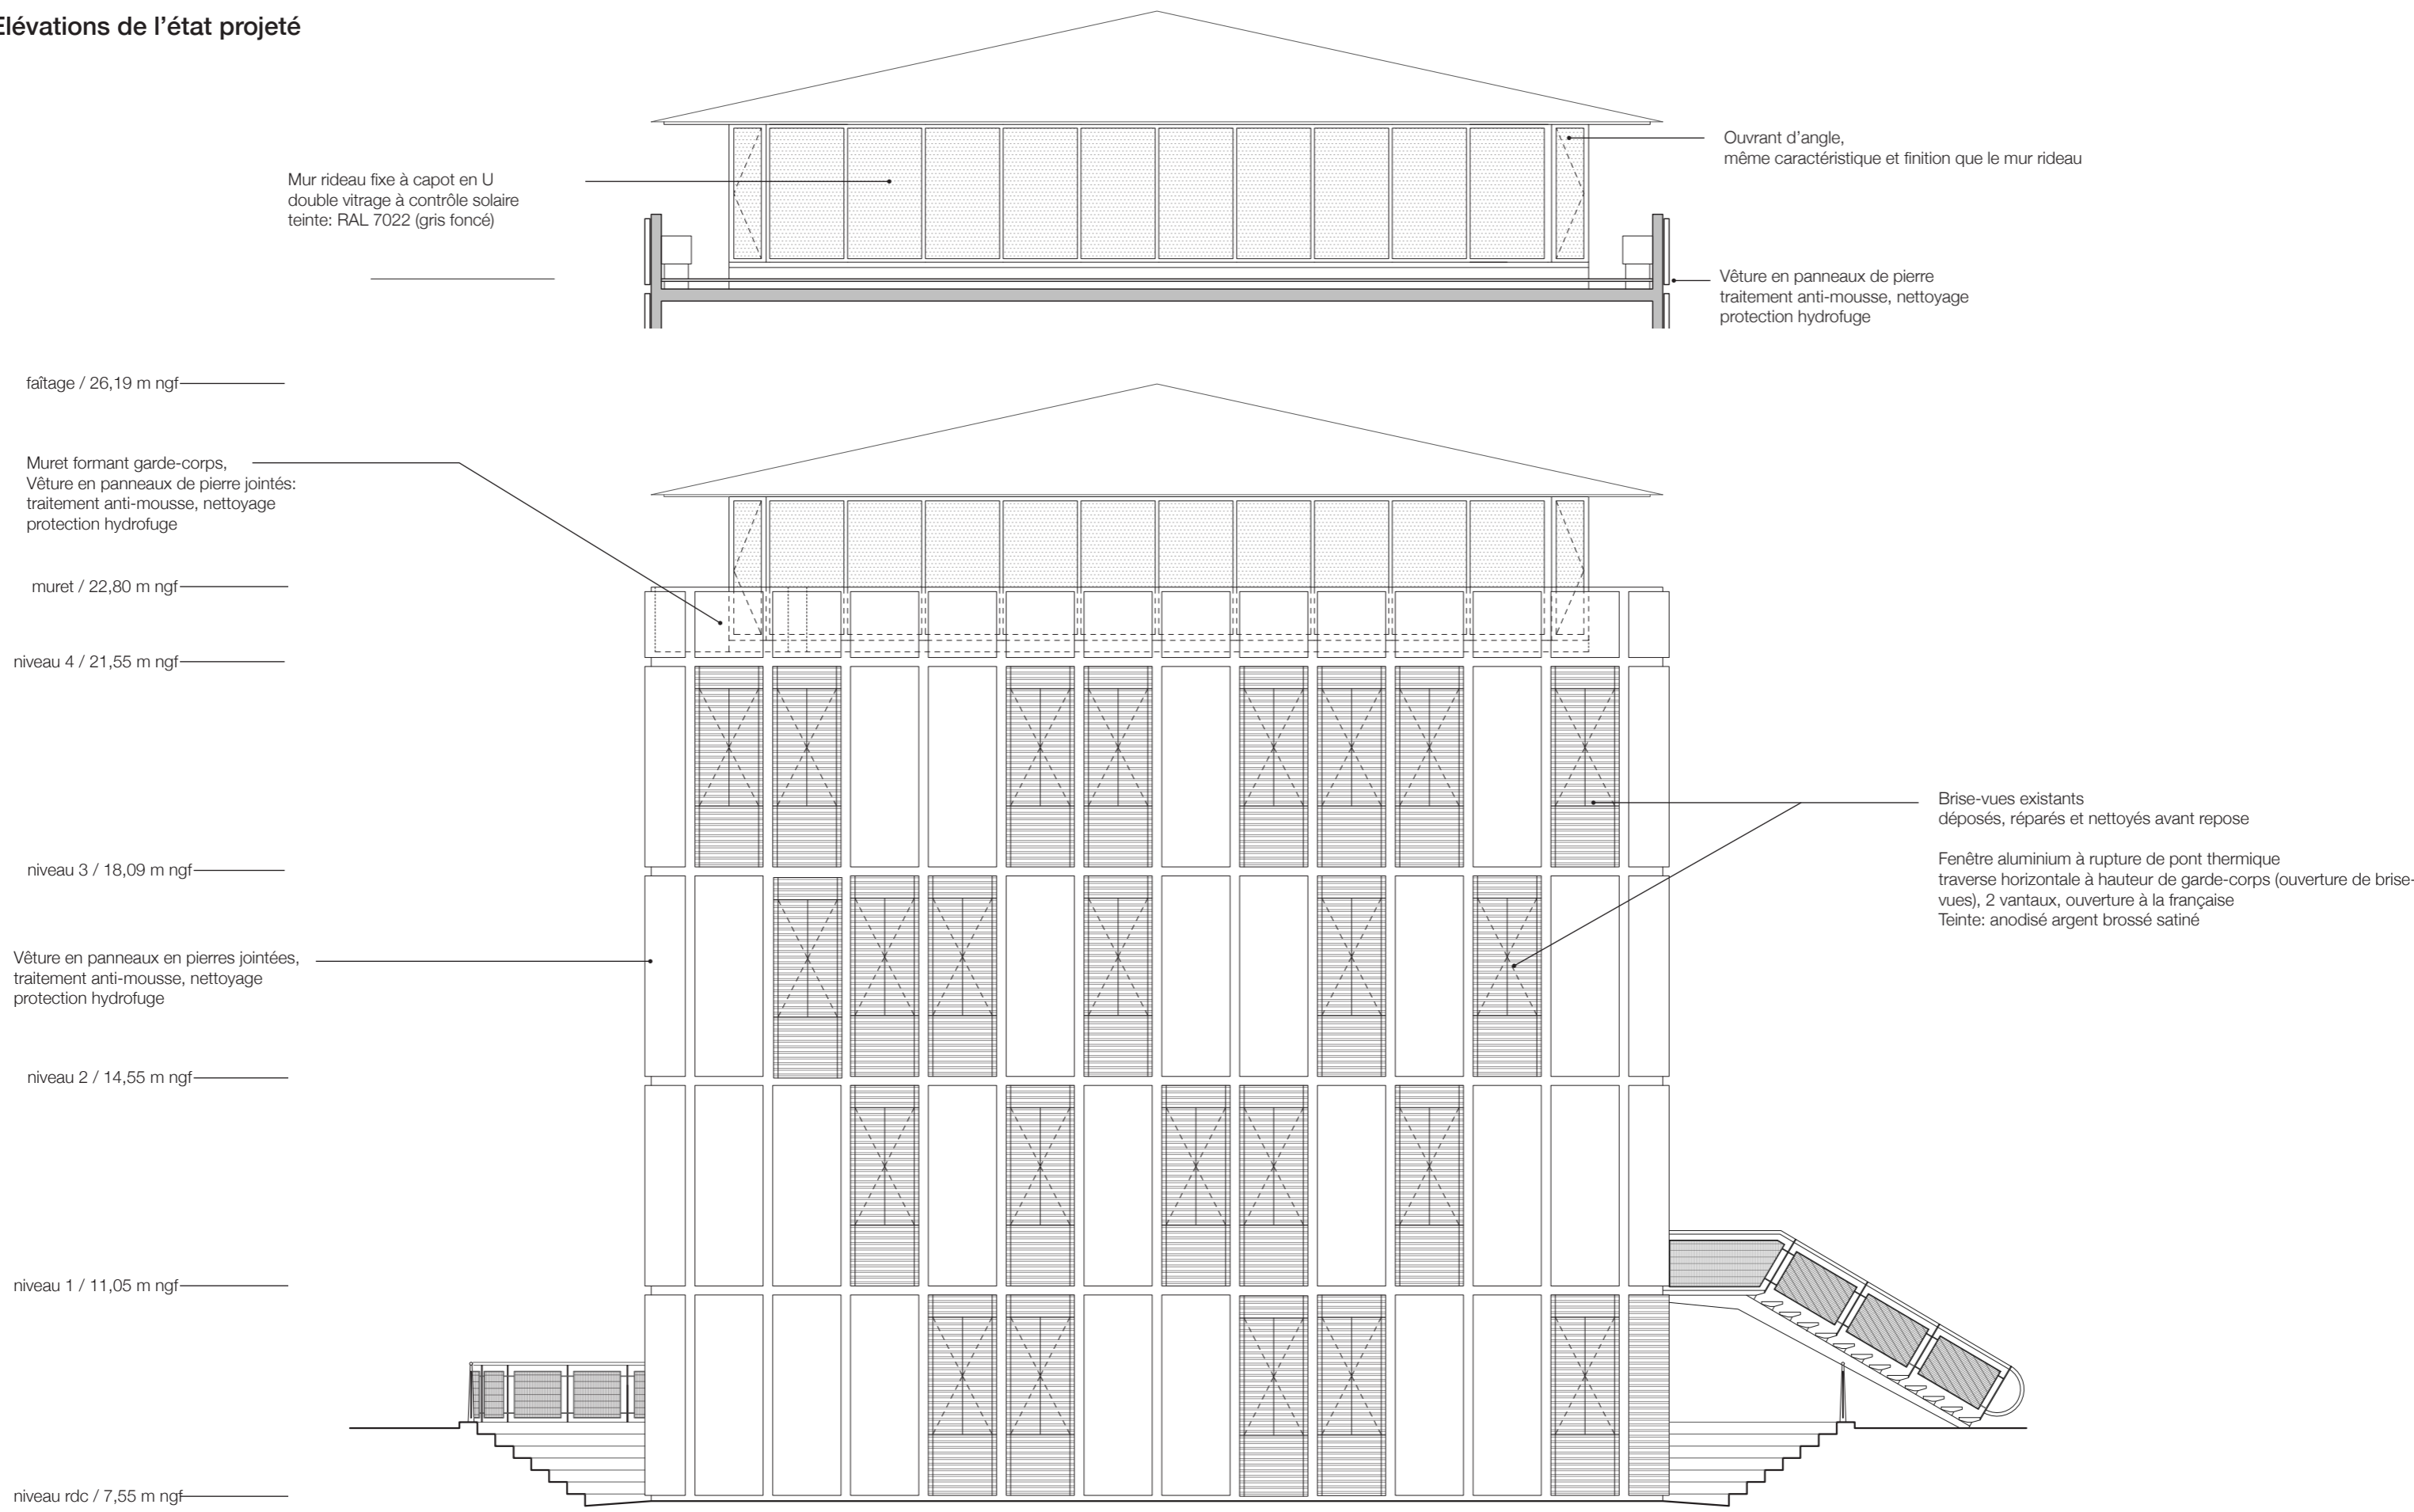 Elévations de l'état projeté
Mur rideau fixe à capot en U
double vitrage à contrôle solaire
teinte: RAL 7022 (gris foncé)
Ouvrant d'angle,
même caractéristique et finition que le mur rideau
Vêture en panneaux de pierre
traitement anti-mousse, nettoyage
protection hydrofuge
faîtage / 26,19 m ngf
Muret formant garde-corps,
Vêture en panneaux de pierre jointés:
traitement anti-mousse, nettoyage
protection hydrofuge
muret / 22,80 m ngf
niveau 4 / 21,55 m ngf
Brise-vues existants
déposés, réparés et nettoyés avant repose
Fenêtre aluminium à rupture de pont thermique
traverse horizontale à hauteur de garde-corps (ouverture de brise-
vues), 2 vantaux, ouverture à la française
Teinte: anodisé argent brossé satiné
niveau 3 / 18,09 m ngf
Vêture en panneaux en pierres jointées,
traitement anti-mousse, nettoyage
protection hydrofuge
niveau 2 / 14,55 m ngf
niveau 1 / 11,05 m ngf
niveau rdc / 7,55 m ngf